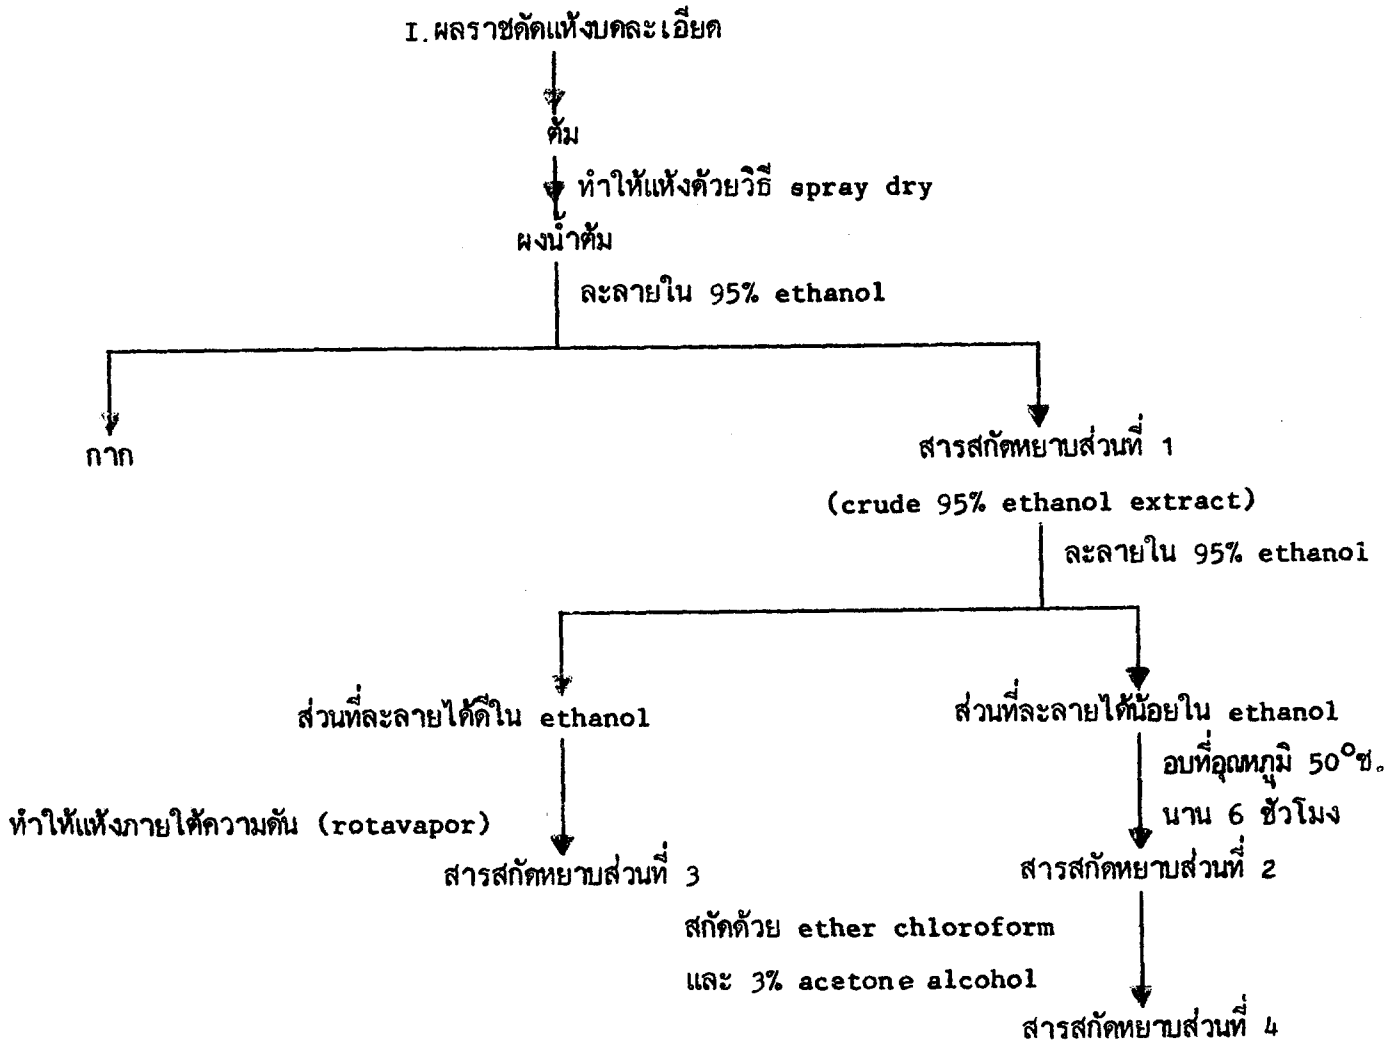 I.ผลราชดัดแห้งบดละเอียด
ต้ม
ทำให้แห้งด้วยวิธี spray dry
ผงน้ำต้ม
ละลายใน 95% ethanol
กาก
สารสกัดหยาบส่วนที่ 1
(crude 95% ethanol extract)
ละลายใน 95% ethanol
ส่วนที่ละลายได้ดีใน ethanol
ส่วนที่ละลายได้น้อยใน ethanol
อบที่อุณหภูมิ 50°ซ.
นาน 6 ชั่วโมง
ทำให้แห้งภายใต้ความดัน (rotavapor)
สารสกัดหยาบส่วนที่ 3
สารสกัดหยาบส่วนที่ 2
สกัดด้วย ether chloroform
และ 3% acetone alcohol
สารสกัดหยาบส่วนที่ 4